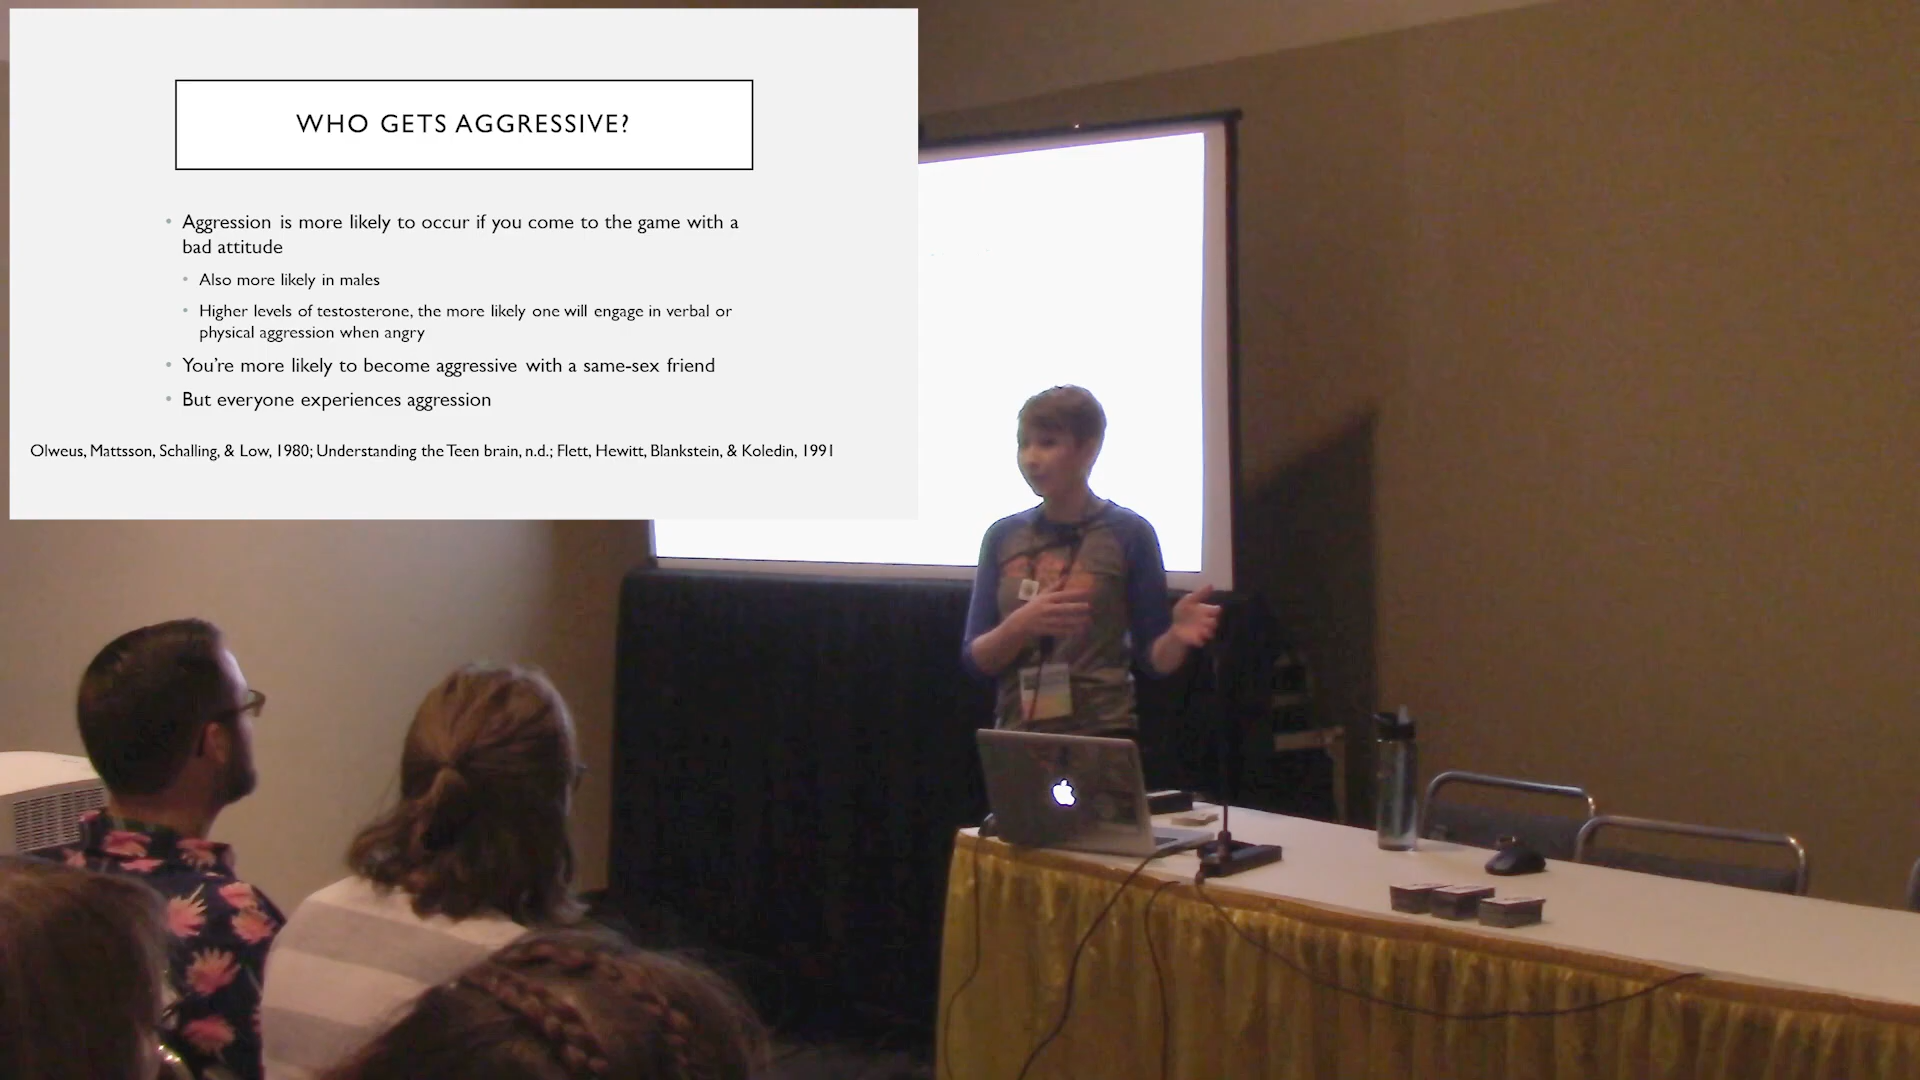 WHO GETS AGGRESSIVE?
• Aggression is more likely to occur if you come to the game with a
bad attitude
• Also more likely in males
• Higher levels of testosterone, the more likely one will engage in verbal or
physical aggression when angry
• You're more likely to become aggressive with a same-sex friend
• But everyone experiences aggression
Olweus, Mattsson, Schalling, & Low, 1980; Understanding the Teen brain, n.d.; Flett, Hewitt, Blankstein, & Koledin, 1991